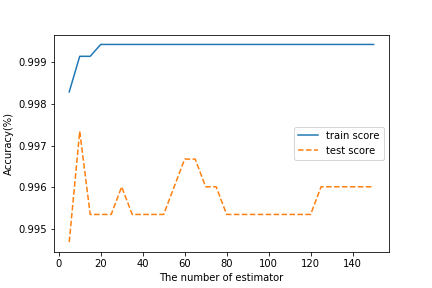 0.999
0.998
0.997
0.996
0.995
Accuracy(%)
train score
test score
0 20 40 60 80 100 120 140
The number of estimator